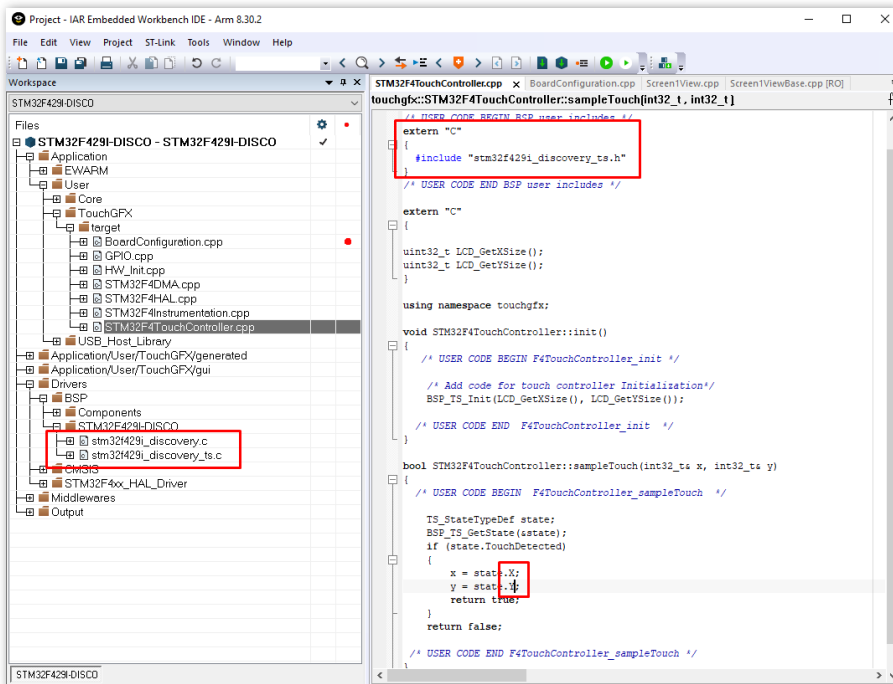 Project - IAR Embedded Workbench IDE - Arm 8.30.2
File Edit View Project ST-Link Tools Window Help
Workspace
STM32F429I-DISCO
Files
STM32F429I-DISCO - STM32F429I-DISCO
Application
EWARM
User
Core
TouchGFX
target
BoardConfiguration.cpp
GPIO.cpp
HW_Init.cpp
STM32F4DMA.cpp
STM32F4HAL.cpp
STM32F4Instrumentation.cpp
STM32F4TouchController.cpp
USB_Host_Library
Application/User/TouchGFX/generated
Application/User/TouchGFX/gui
Drivers
BSP
Components
STM32F429I-DISCO
stm32f429i_discovery.c
stm32f429i_discovery_ts.c
CMSIS
STM32F4xx_HAL_Driver
Middlewares
Output
STM32F429I-DISCO
STM32F4TouchController.cpp x BoardConfiguration.cpp Screen1View.cpp Screen1ViewBase.cpp [RO]
touchgfx::STM32F4TouchController::sampleTouch(int32_t , int32_t )
/* USER CODE BEGIN BSP user includes */
extern "C"
{
#include "stm32f429i_discovery_ts.h"
}
/* USER CODE END BSP user includes */
extern "C"
{
uint32_t LCD_GetXSize();
uint32_t LCD_GetYSize();
}
using namespace touchgfx;
void STM32F4TouchController::init()
{
/* USER CODE BEGIN F4TouchController_init */
/* Add code for touch controller Initialization*/
BSP_TS_Init(LCD_GetXSize(), LCD_GetYSize());
/* USER CODE END F4TouchController_init */
}
bool STM32F4TouchController::sampleTouch(int32_t& x, int32_t& y)
{
/* USER CODE BEGIN F4TouchController_sampleTouch */
TS_StateTypeDef state;
BSP_TS_GetState(&state);
if (state.TouchDetected)
{
x = state.X;
y = state.Y;
return true;
}
return false;
/* USER CODE END F4TouchController_sampleTouch */
}